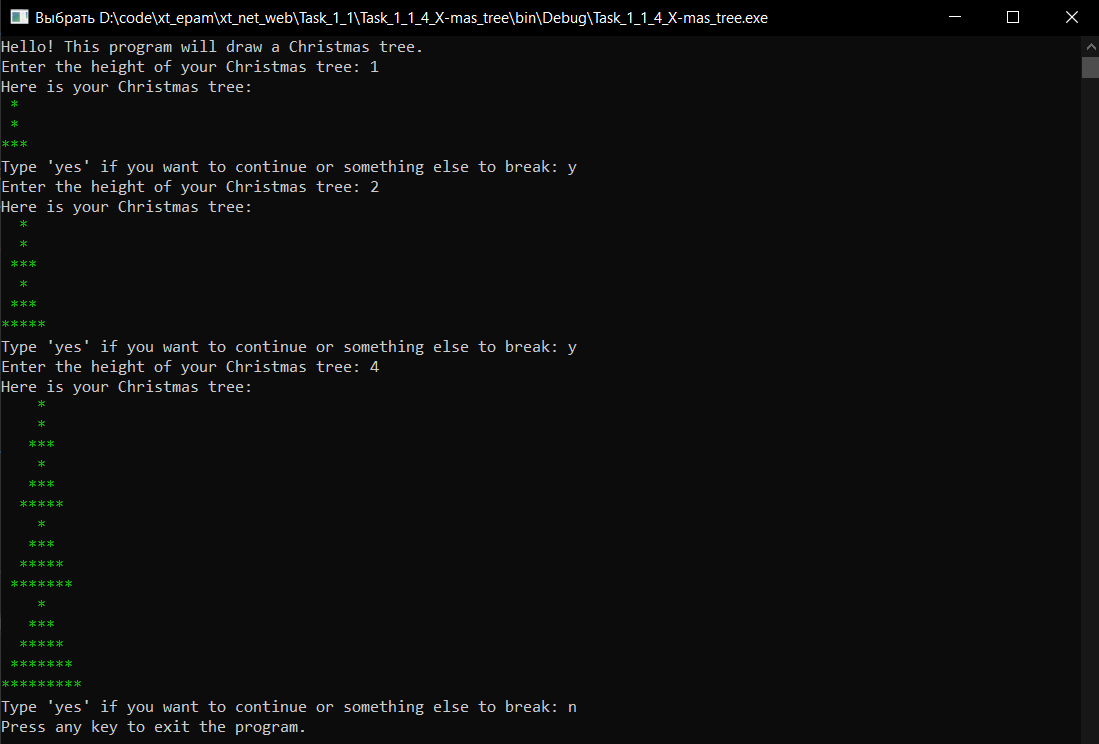 Выбрать D:\code\xt_epam\xt_net_web\Task_1_1\Task_1_1_4_X-mas_tree\bin\Debug\Task_1_1_4_X-mas_tree.exe
Hello! This program will draw a Christmas tree.
Enter the height of your Christmas tree: 1
Here is your Christmas tree:
 *
 *
***
Type 'yes' if you want to continue or something else to break: y
Enter the height of your Christmas tree: 2
Here is your Christmas tree:
  *
  *
 ***
  *
 ***
*****
Type 'yes' if you want to continue or something else to break: y
Enter the height of your Christmas tree: 4
Here is your Christmas tree:
    *
    *
   ***
    *
   ***
  *****
    *
   ***
  *****
 *******
    *
   ***
  *****
 *******
*********
Type 'yes' if you want to continue or something else to break: n
Press any key to exit the program.